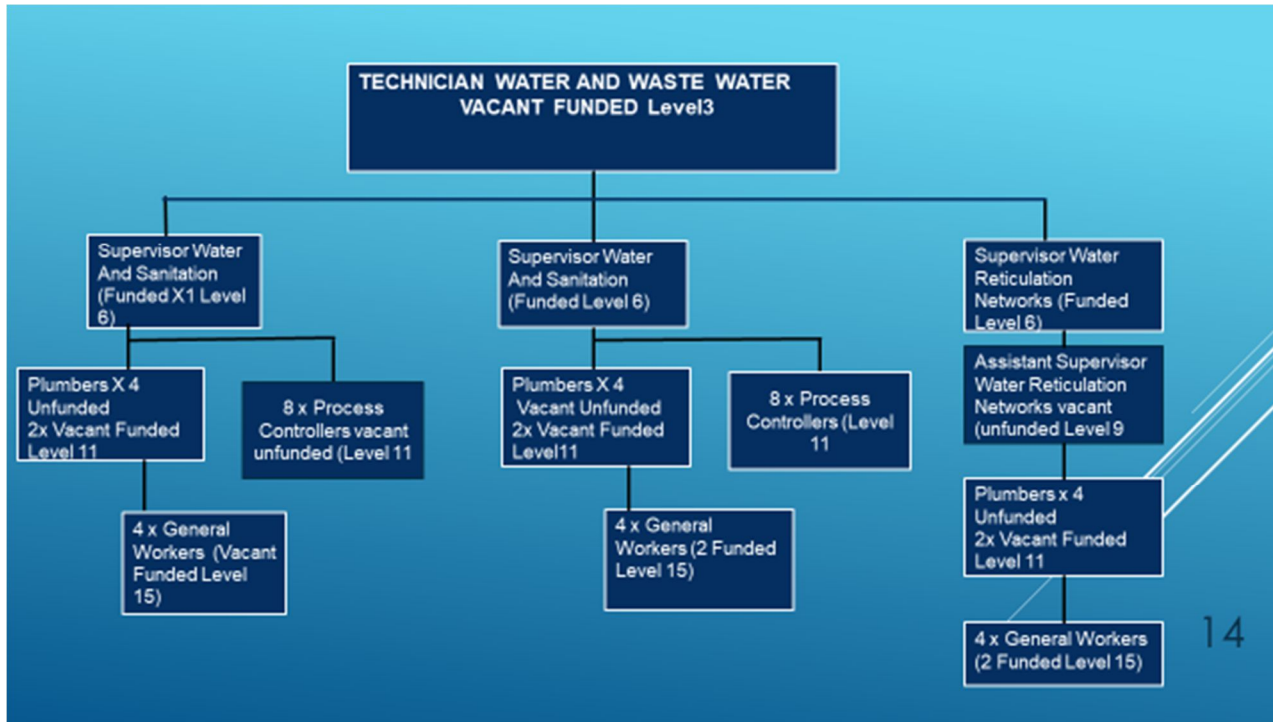 TECHNICIAN WATER AND WASTE WATER
VACANT FUNDED Level3
Supervisor Water
And Sanitation
(Funded X1 Level
6)
Supervisor Water
And Sanitation
(Funded Level 6)
Supervisor Water
Reticulation
Networks (Funded
Level 6)
Plumbers X 4
Unfunded
2x Vacant Funded
Level 11
8 x Process
Controllers vacant
unfunded (Level 11
Plumbers X 4
Vacant Unfunded
2x Vacant Funded
Level11
8 x Process
Controllers (Level
11
Assistant Supervisor
Water Reticulation
Networks vacant
(unfunded Level 9
4 x General
Workers (Vacant
Funded Level
15)
4 x General
Workers (2 Funded
Level 15)
Plumbers x 4
Unfunded
2x Vacant Funded
Level 11
4 x General Workers
(2 Funded Level 15)
14